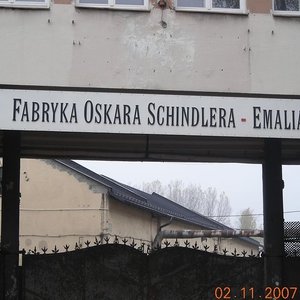 FABRYKA OSKARA SCHINDLERA - EMALIA
02.11.2007